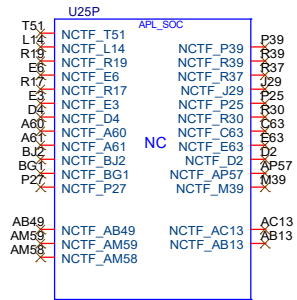 U25P
APL_SOC
T51 NCTF_T51
L14 NCTF_L14 NCTF_P39 P39
R19 NCTF_R19 NCTF_R39 R39
E6 NCTF_E6 NCTF_R37 R37
R17 NCTF_R17 NCTF_J29 J29
E3 NCTF_E3 NCTF_P25 P25
D4 NCTF_D4 NCTF_R30 R30
A60 NCTF_A60 NCTF_C63 C63
A61 NCTF_A61 NC NCTF_E63 E63
BJ2 NCTF_BJ2 NCTF_D2 D2
BG1 NCTF_BG1 NCTF_AP57 AP57
P27 NCTF_P27 NCTF_M39 M39
AB49 NCTF_AB49 NCTF_AC13 AC13
AM59 NCTF_AM59 NCTF_AB13 AB13
AM58 NCTF_AM58